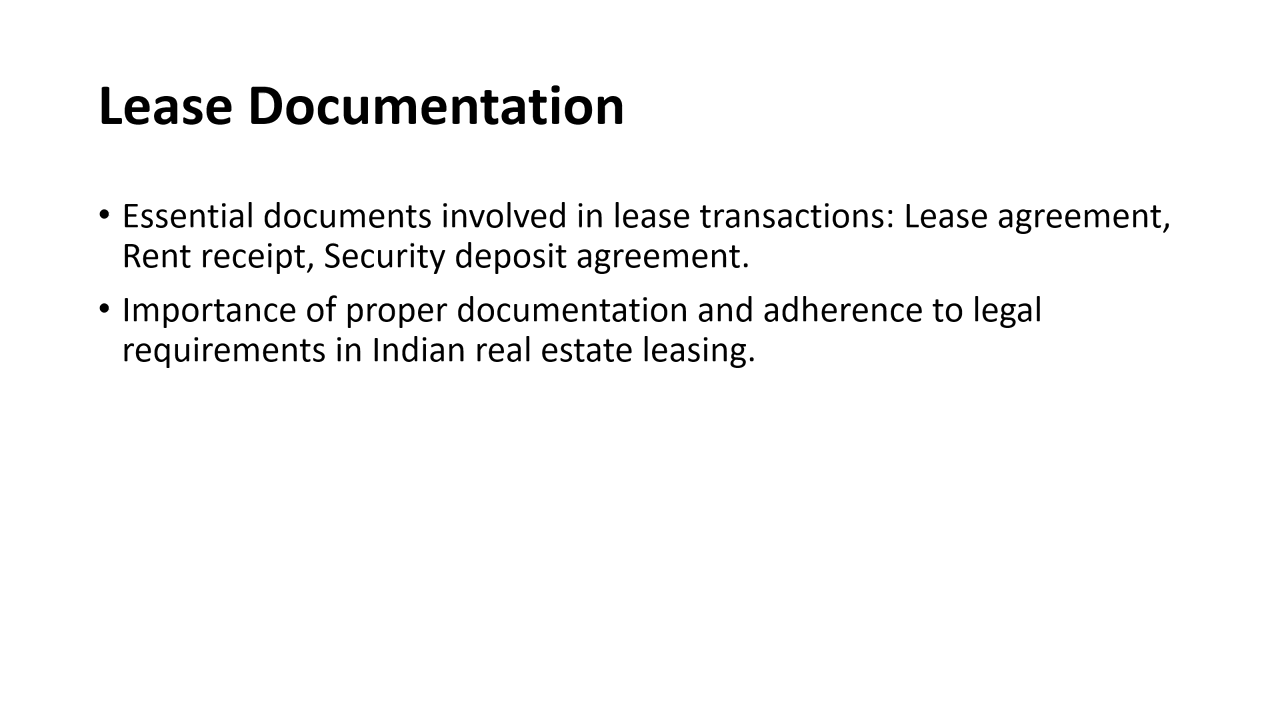 Lease Documentation
• Essential documents involved in lease transactions: Lease agreement,
Rent receipt, Security deposit agreement.
• Importance of proper documentation and adherence to legal
requirements in Indian real estate leasing.